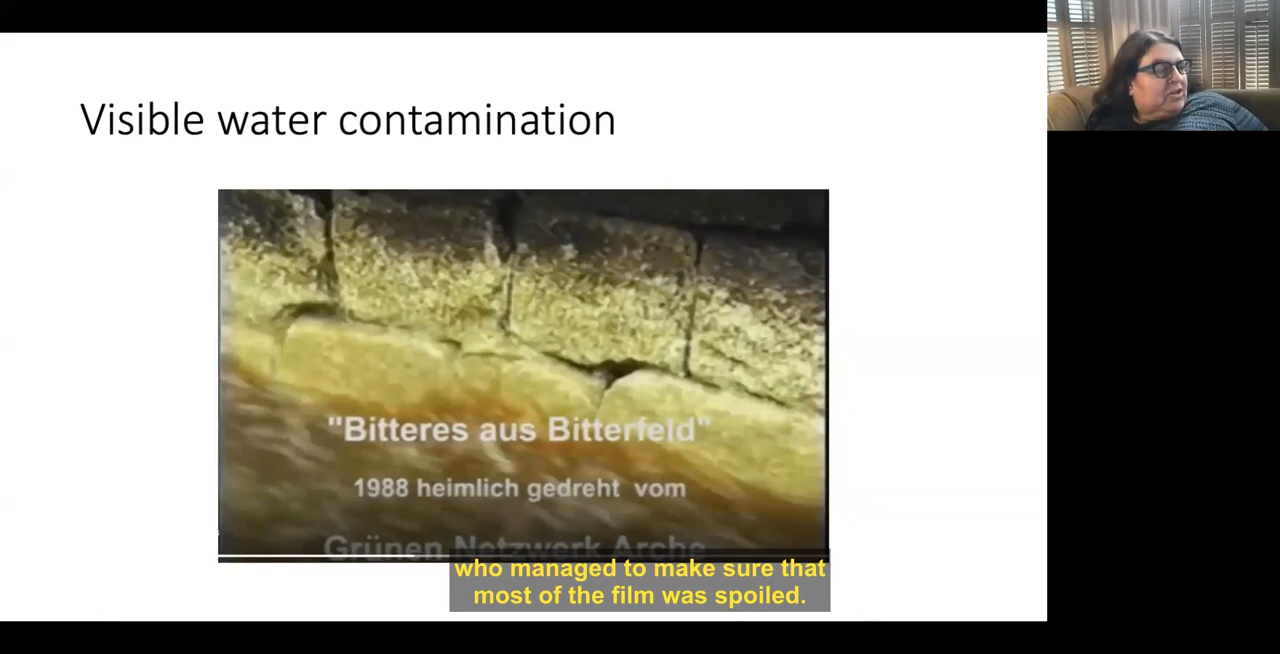 Visible water contamination
"Bitteres aus Bitterfeld"
1988 heimlich gedreht vom
Grünen Netzwerk Arche
who managed to make sure that
most of the film was spoiled.